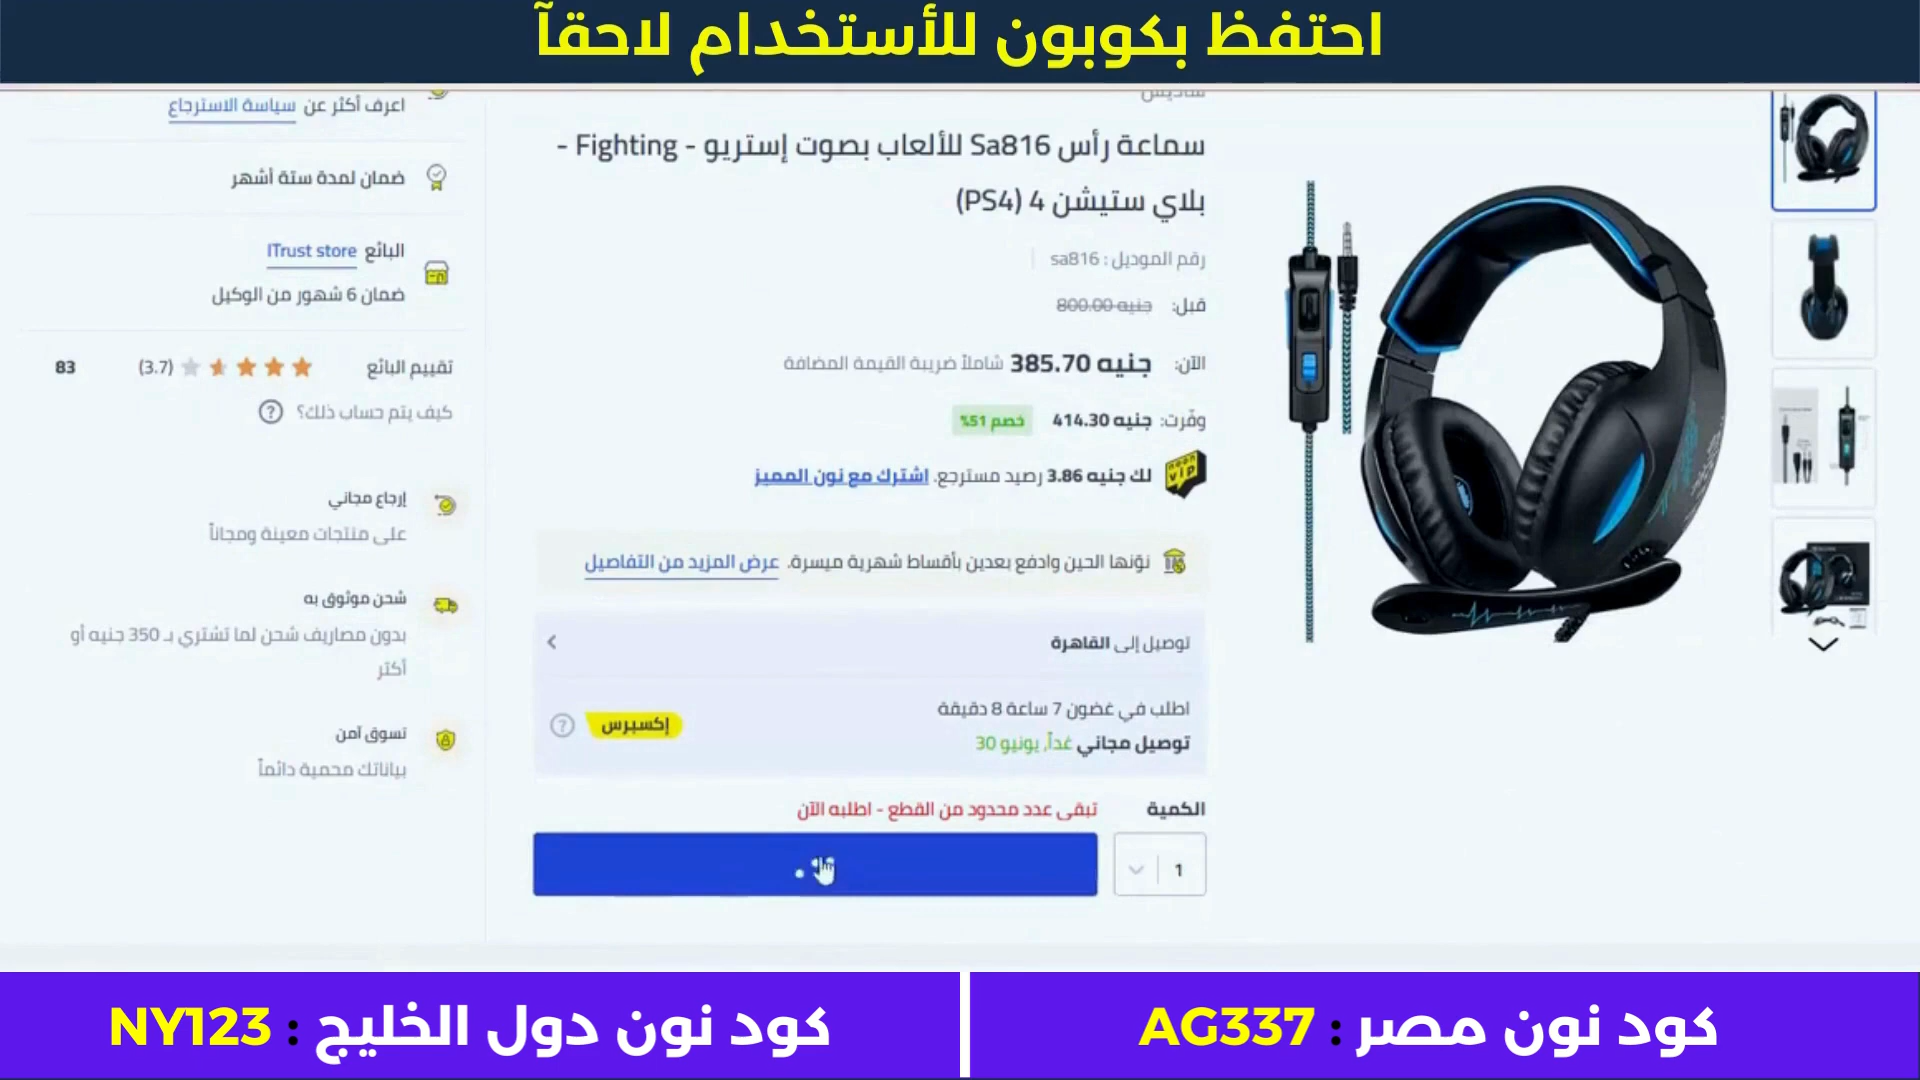 احتفظ بكوبون للأستخدام لاحقآ
سماعة رأس Sa816 للألعاب بصوت إستريو - Fighting -
بلاي ستيشن 4 (PS4)
رقم الموديل : sa816
قبل: جنيه 800.00
الآن: جنيه 385.70 شاملاً ضريبة القيمة المضافة
وفّرت: جنيه 414.30 خصم 51%
noon vip لك جنيه 3.86 رصيد مسترجع. اشترك مع نون المميز
نوّنها الحين وادفع بعدين بأقساط شهرية ميسرة. عرض المزيد من التفاصيل
توصيل إلى القاهرة
اطلب في غضون 7 ساعة 8 دقيقة
إكسبرس
توصيل مجاني غداً, يونيو 30
الكمية تبقى عدد محدود من القطع - اطلبه الآن
1
اعرف أكثر عن سياسة الاسترجاع
ضمان لمدة ستة أشهر
البائع ITrust store
ضمان 6 شهور من الوكيل
تقييم البائع (3.7) 83
كيف يتم حساب ذلك؟
إرجاع مجاني
على منتجات معينة ومجاناً
شحن موثوق به
بدون مصاريف شحن لما تشتري بـ 350 جنيه أو
أكثر
تسوق آمن
بياناتك محمية دائماً
كود نون مصر : AG337
كود نون دول الخليج : NY123